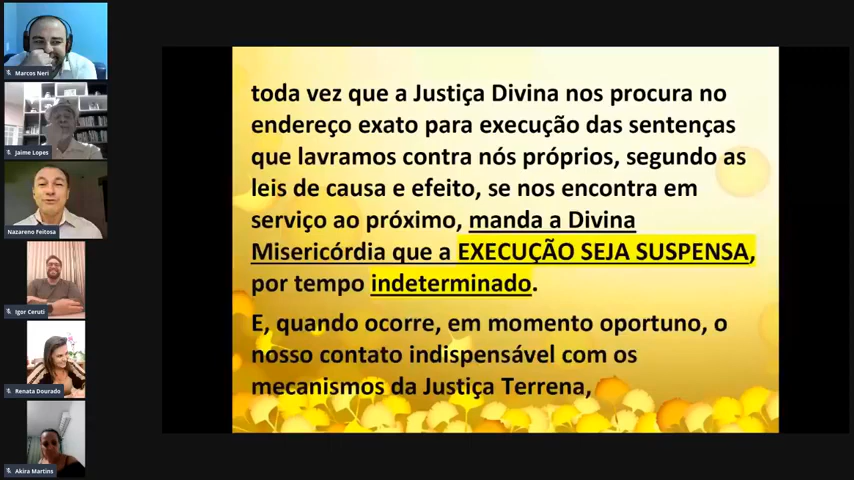 Marcos Neri
Jaime Lopes
Nazareno Feitosa
Igor Ceruti
Renata Dourado
Akira Martins
toda vez que a Justiça Divina nos procura no
endereço exato para execução das sentenças
que lavramos contra nós próprios, segundo as
leis de causa e efeito, se nos encontra em
serviço ao próximo, manda a Divina
Misericórdia que a EXECUÇÃO SEJA SUSPENSA,
por tempo indeterminado.
E, quando ocorre, em momento oportuno, o
nosso contato indispensável com os
mecanismos da Justiça Terrena,